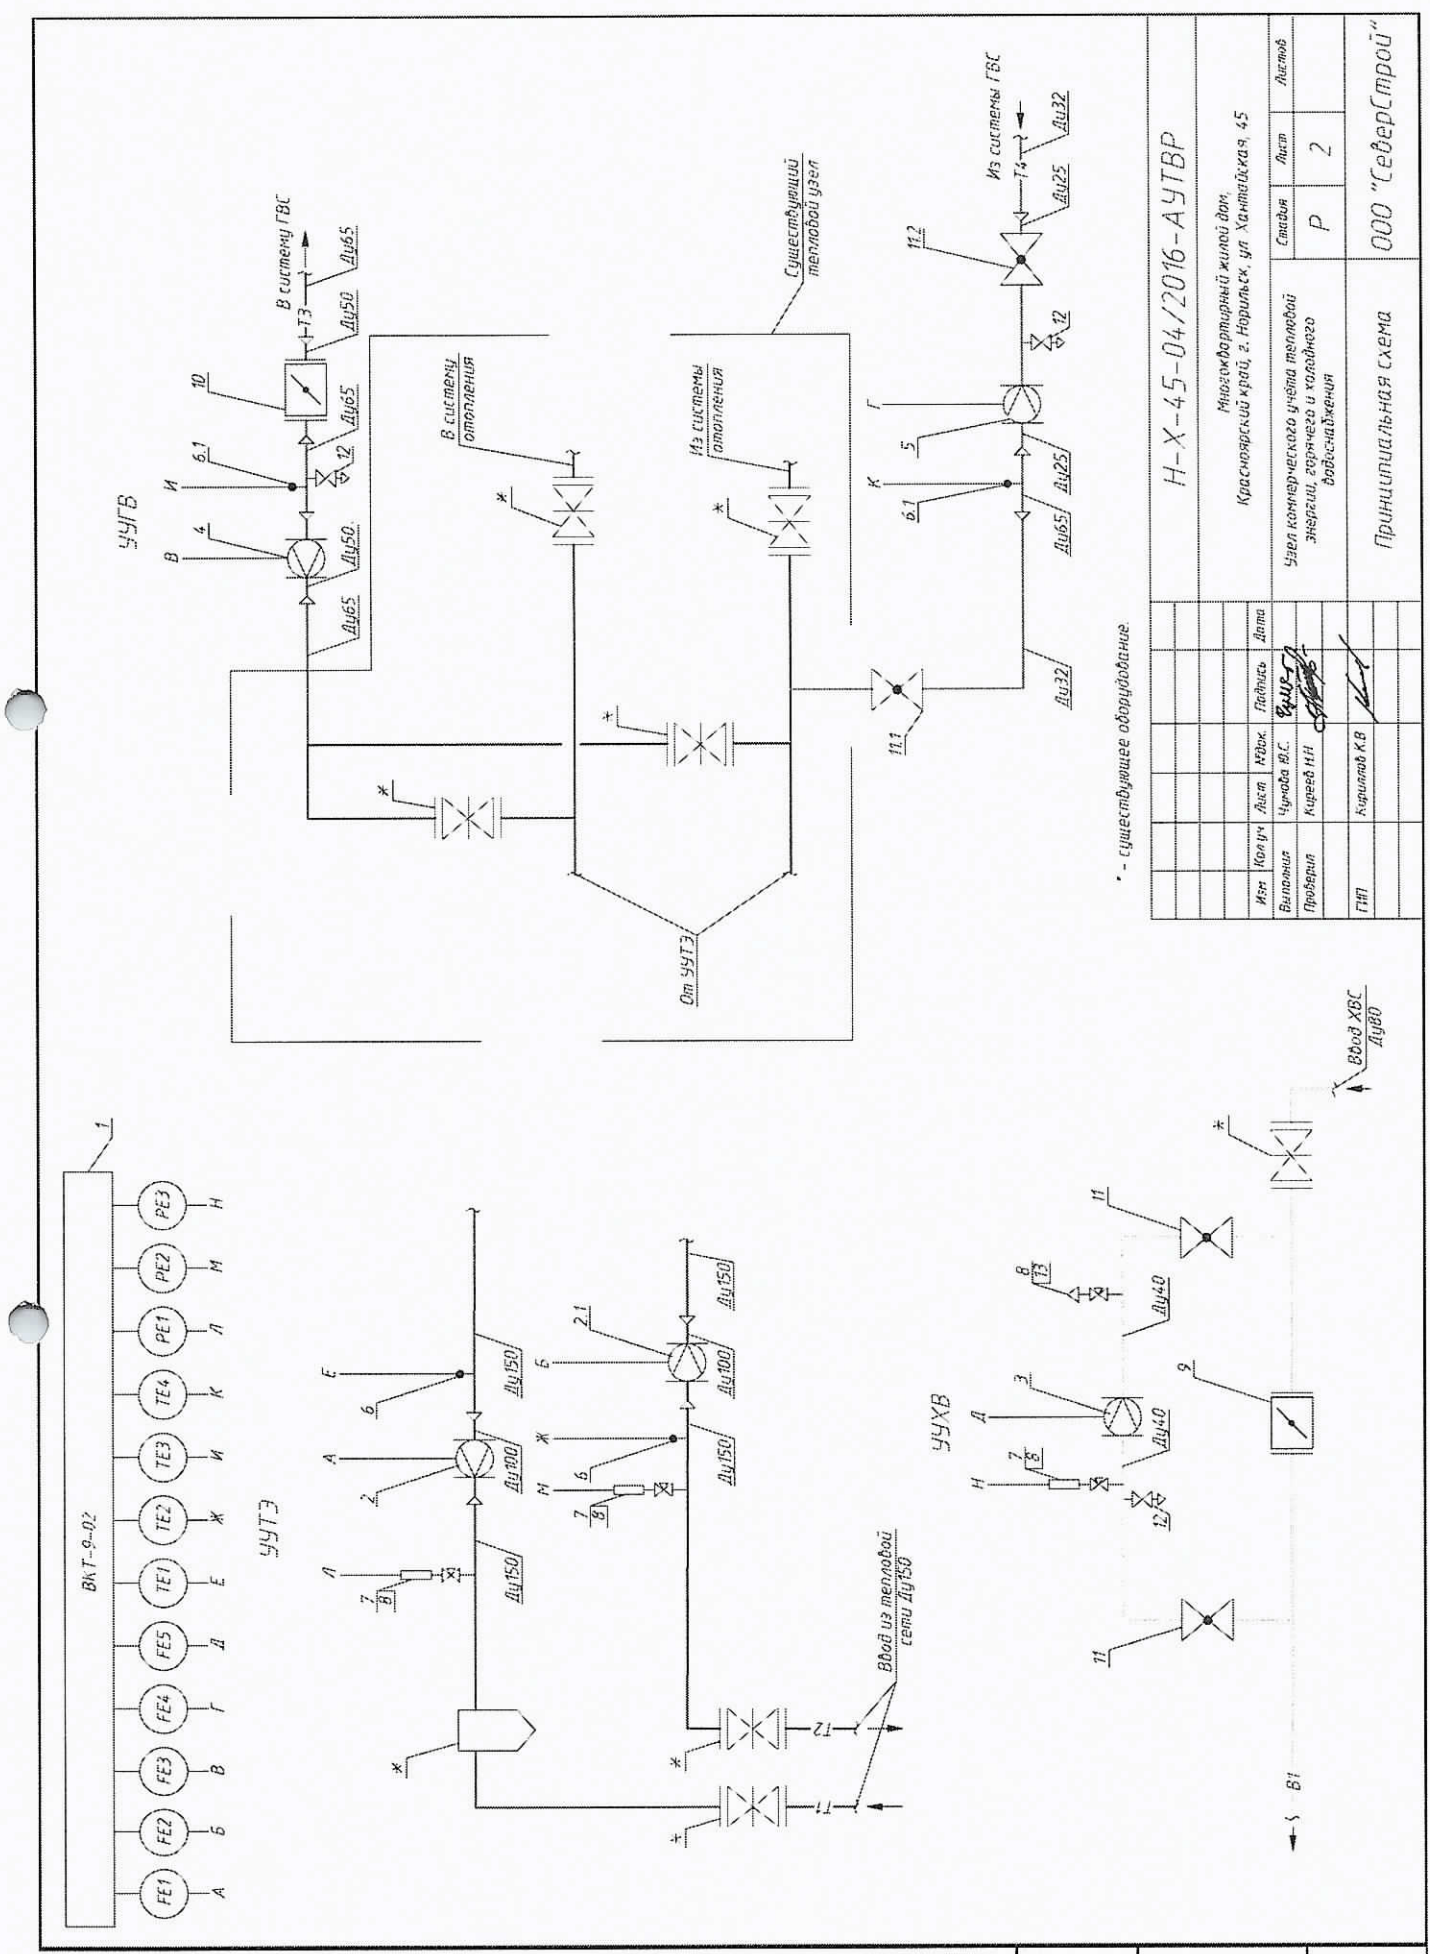 ВКТ-9-02
1
FE1
FE2
FE3
FE4
FE5
TE1
TE2
TE3
TE4
PE1
PE2
PE3
А
Б
В
Г
Д
Е
Ж
И
К
Л
М
Н
УУТЭ
Л
7
8
А
2
Е
6
*
Ду150
Ду100
Ду150
М
7
8
Ж
6
Б
2.1
Ду150
Ду100
Ду150
*
*
Т1
Т2
Ввод из тепловой
сети Ду150
УУХВ
Н
7
8
Д
3
8
13
12
Ду40
Ду40
11
11
9
*
В1
Ввод ХВС
Ду80
УУГВ
В
4
И
6.1
10
12
Ду65
Ду50
Ду65
Ду50
Ду65
Т3
В систему ГВС
*
*
*
*
В систему
отопления
Из системы
отопления
Существующий
тепловой узел
От УУТЭ
11.1
Ду32
К
6.1
Г
5
Ду65
Ду25
12
11.2
Ду25
Ду32
Т4
Из системы ГВС
* - существующее оборудование.
Н-Х-45-04/2016-АУТВР
Многоквартирный жилой дом,
Красноярский край, г. Норильск, ул. Хантайская, 45
Изм
Кол.уч
Лист
№док.
Подпись
Дата
Выполнил
Чумова Ю.С.
Проверил
Киреев Н.Н
ГИП
Кириллов К.В
Узел коммерческого учёта тепловой
энергии, горячего и холодного
водоснабжения
Стадия
Лист
Листов
Р
2
Принципиальная схема
ООО "СеверСтрой"